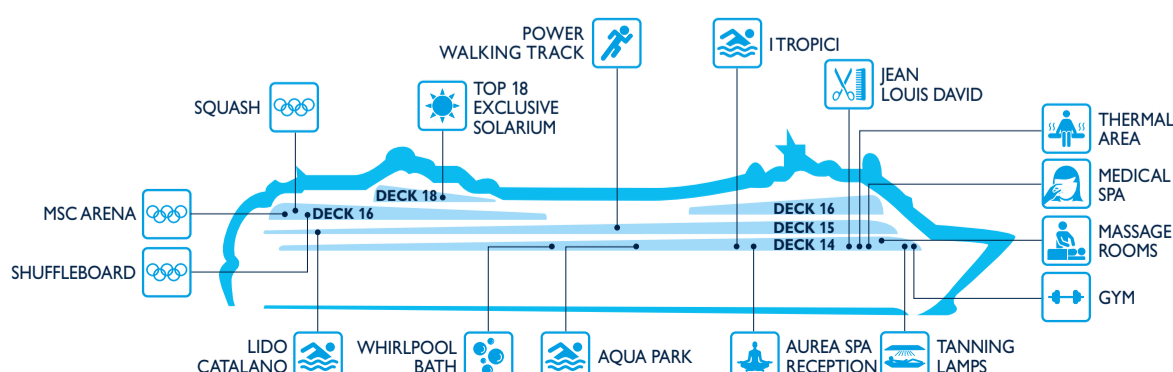 POWER
WALKING TRACK
I TROPICI
JEAN
LOUIS DAVID
TOP 18
EXCLUSIVE
SOLARIUM
SQUASH
THERMAL
AREA
MEDICAL
SPA
DECK 18
MSC ARENA
DECK 16
DECK 16
DECK 15
MASSAGE
ROOMS
DECK 14
SHUFFLEBOARD
GYM
LIDO
CATALANO
WHIRLPOOL
BATH
AQUA PARK
AUREA SPA
RECEPTION
TANNING
LAMPS